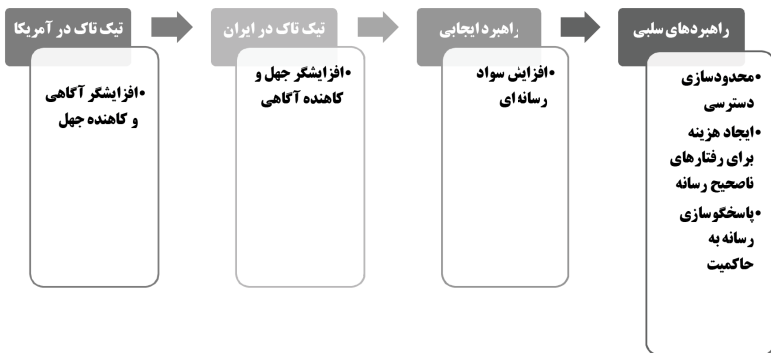 تیک تاک در آمریکا
•افزایشگر آگاهی
و کاهنده جهل
تیک تاک در ایران
•افزایشگر جهل و
کاهنده آگاهی
راهبرد ایجابی
•افزایش سواد
رسانه‌ای
راهبردهای سلبی
•محدودسازی
دسترسی
•ایجاد هزینه
برای رفتارهای
ناصحیح رسانه
•پاسخگوسازی
رسانه به
حاکمیت